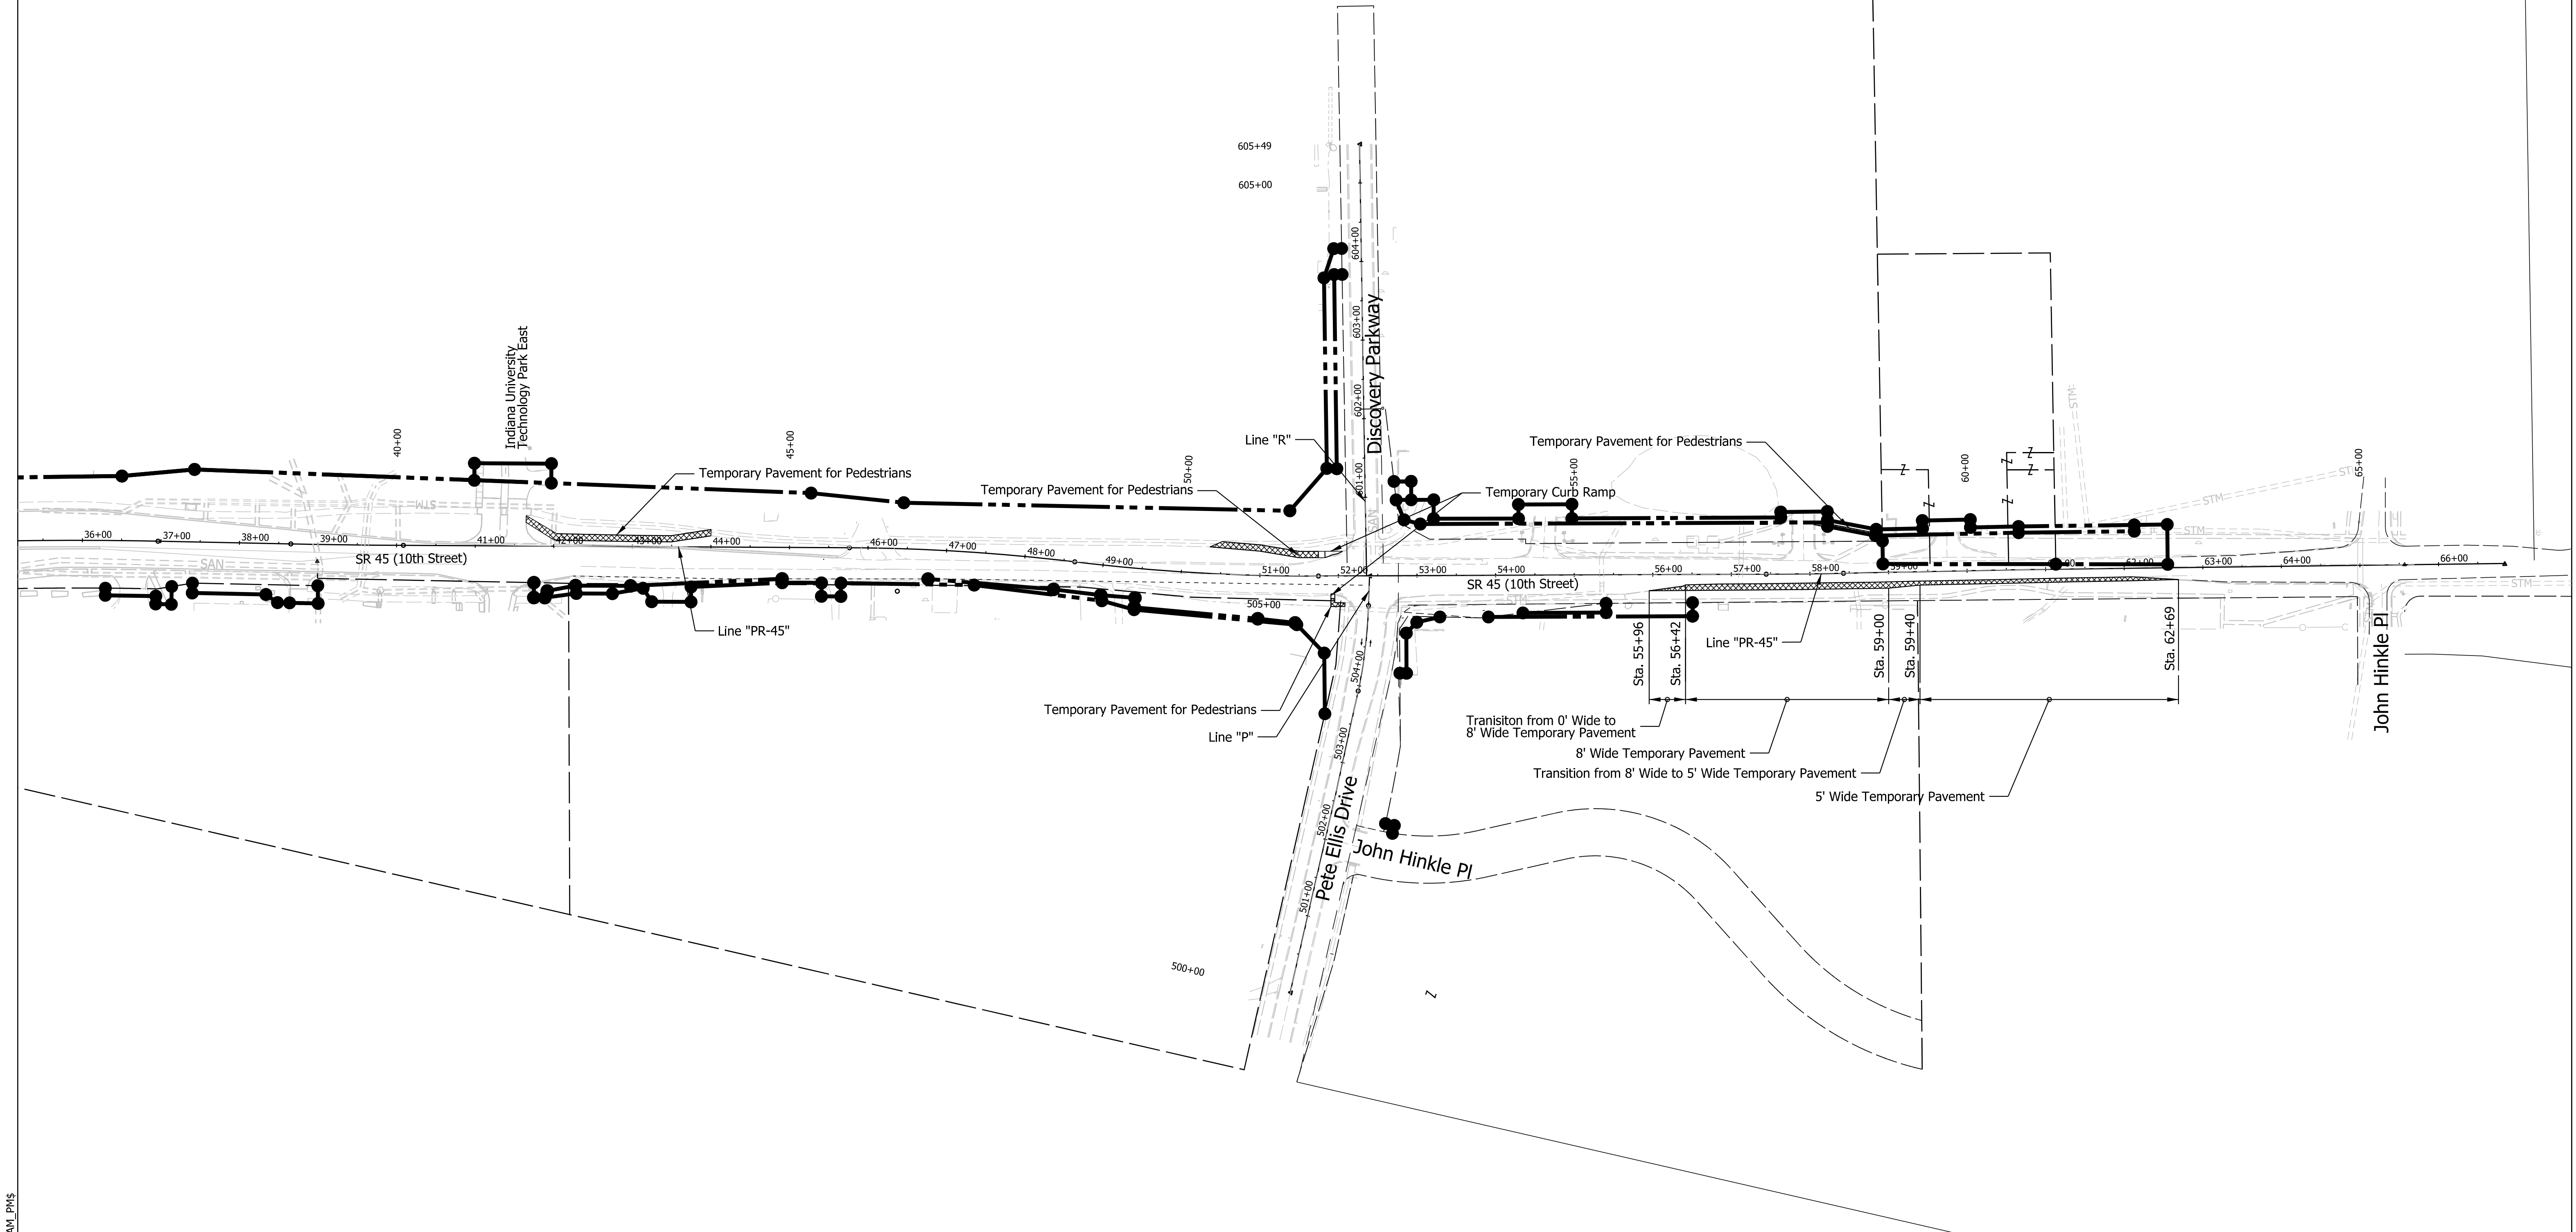 605+49
605+00
604+00
603+00
602+00
601+00
Discovery Parkway
Line "R"
Indiana University
Technology Park East
40+00
45+00
50+00
55+00
60+00
65+00
Temporary Pavement for Pedestrians
Temporary Pavement for Pedestrians
Temporary Curb Ramp
Temporary Pavement for Pedestrians
STM
STM
STM
STM
STM
SAN
36+00
37+00
38+00
39+00
41+00
42+00
43+00
44+00
46+00
47+00
48+00
49+00
51+00
52+00
53+00
54+00
56+00
57+00
58+00
59+00
62+00
63+00
64+00
66+00
SR 45 (10th Street)
SR 45 (10th Street)
SAN
STM
STM
505+00
Line "PR-45"
Line "PR-45"
Sta. 55+96
Sta. 56+42
Sta. 59+00
Sta. 59+40
Sta. 62+69
John Hinkle Pl
504+00
503+00
502+00
501+00
500+00
Temporary Pavement for Pedestrians
Line "P"
Transiton from 0' Wide to
8' Wide Temporary Pavement
8' Wide Temporary Pavement
Transition from 8' Wide to 5' Wide Temporary Pavement
5' Wide Temporary Pavement
Pete Ellis Drive
John Hinkle Pl
AM_PM$